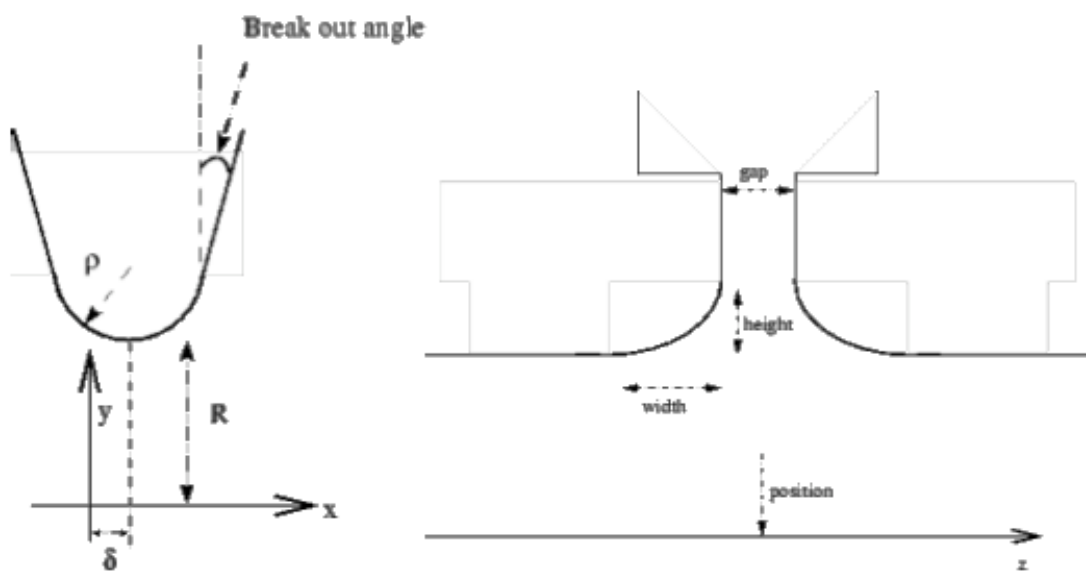 Break out angle
ρ
y
R
x
δ
gap
height
width
position
z